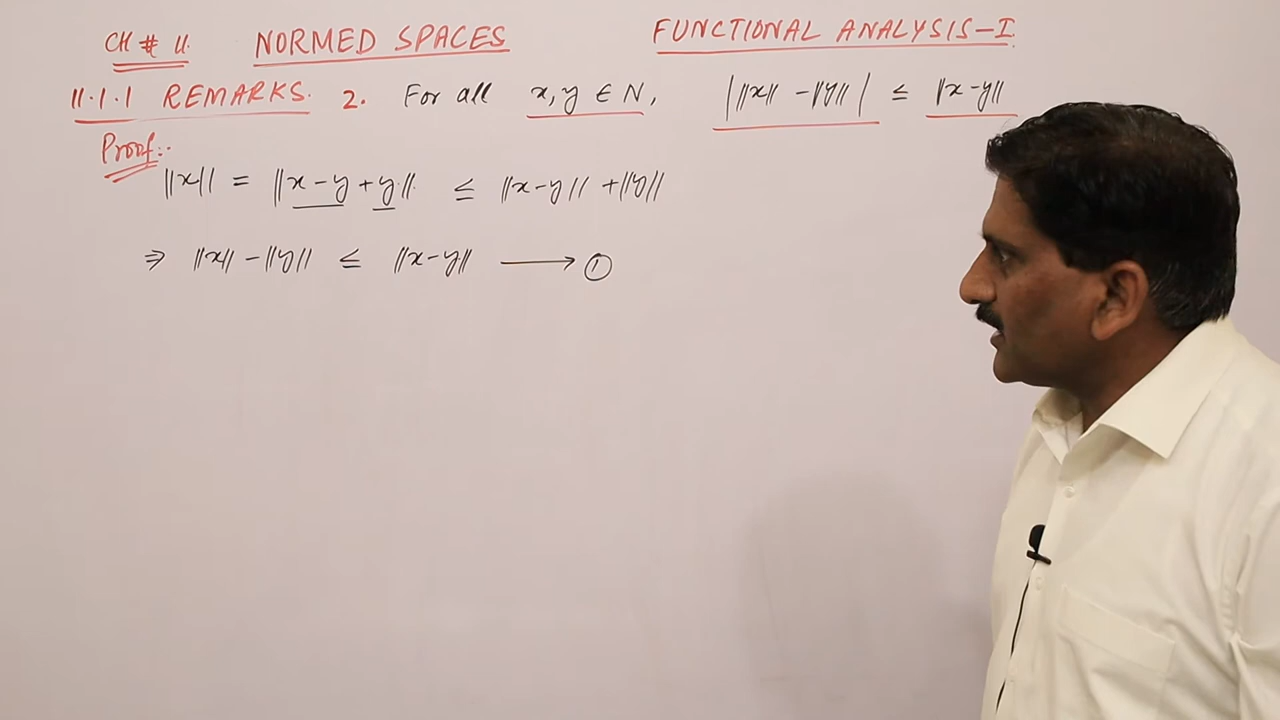 CH # 11. NORMED SPACES FUNCTIONAL ANALYSIS-I.
11.1.1 REMARKS. 2. For all x, y ∈ N, | ||x|| - ||y|| | ≤ ||x-y||
Proof:-
||x|| = ||x-y+y||. ≤ ||x-y|| + ||y||
⇒ ||x|| - ||y|| ≤ ||x-y|| ⟶ ①